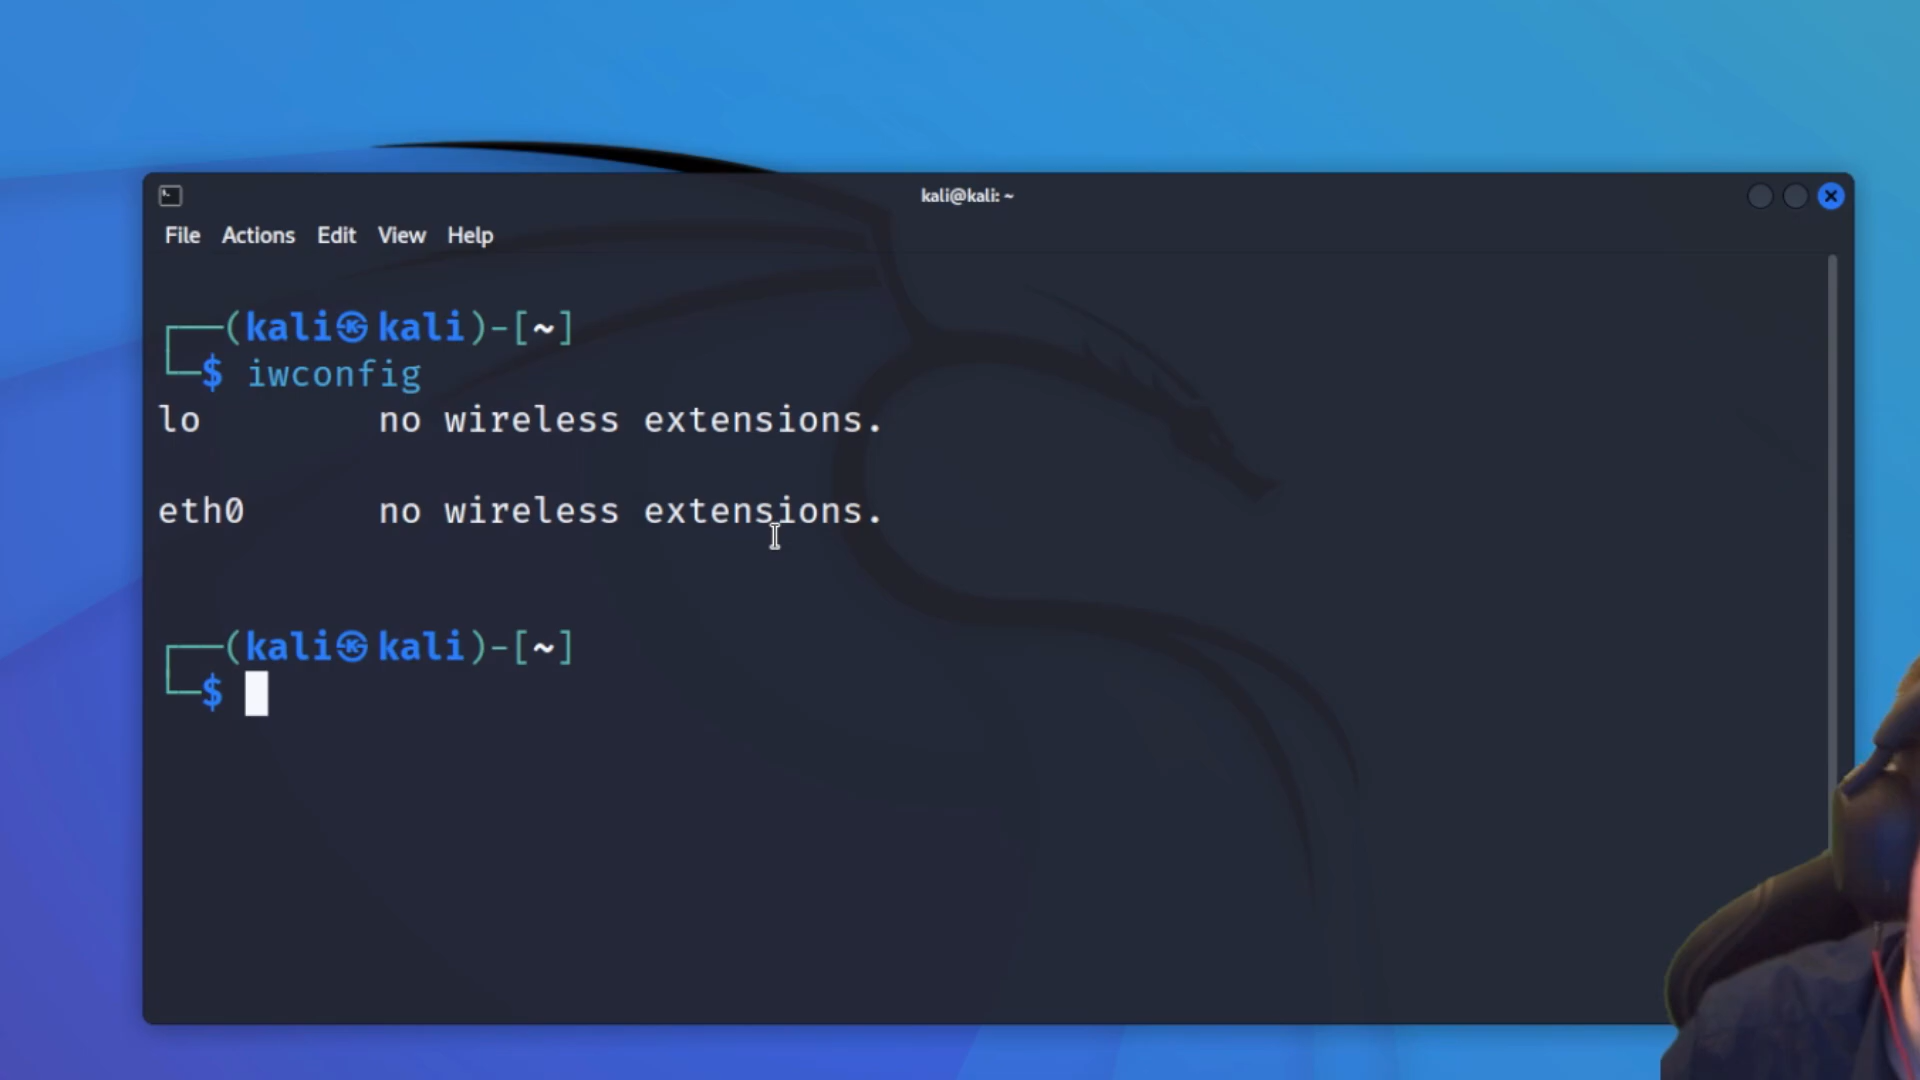 kali@kali: ~
File Actions Edit View Help
┌──(kali㉿kali)-[~]
└─$ iwconfig
lo        no wireless extensions.
eth0      no wireless extensions.
┌──(kali㉿kali)-[~]
└─$